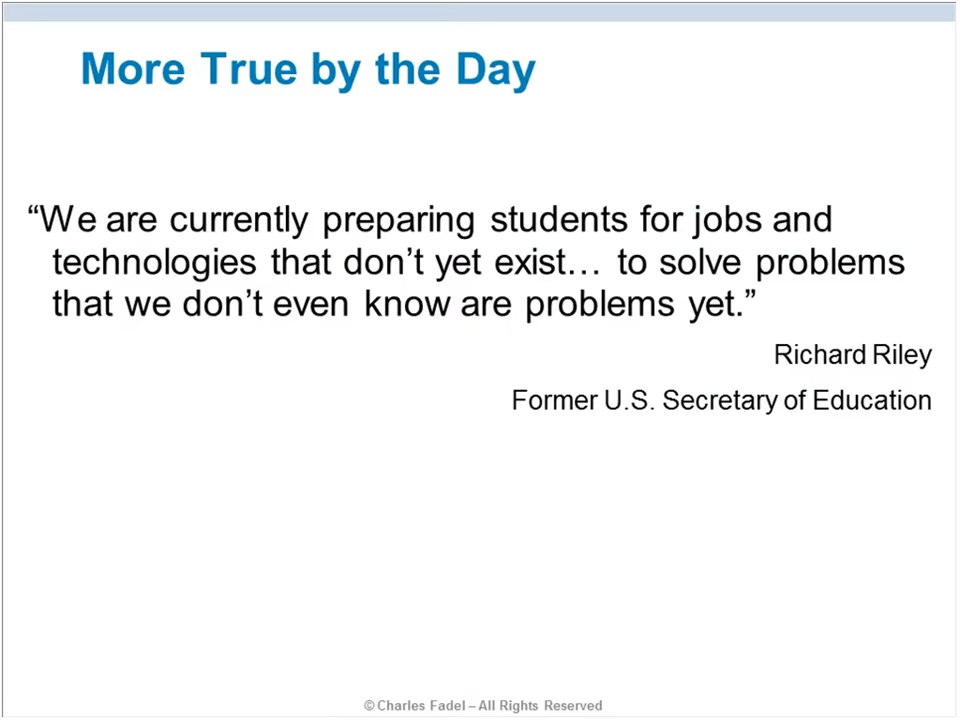 More True by the Day
“We are currently preparing students for jobs and
technologies that don’t yet exist… to solve problems
that we don’t even know are problems yet.”
Richard Riley
Former U.S. Secretary of Education
© Charles Fadel – All Rights Reserved